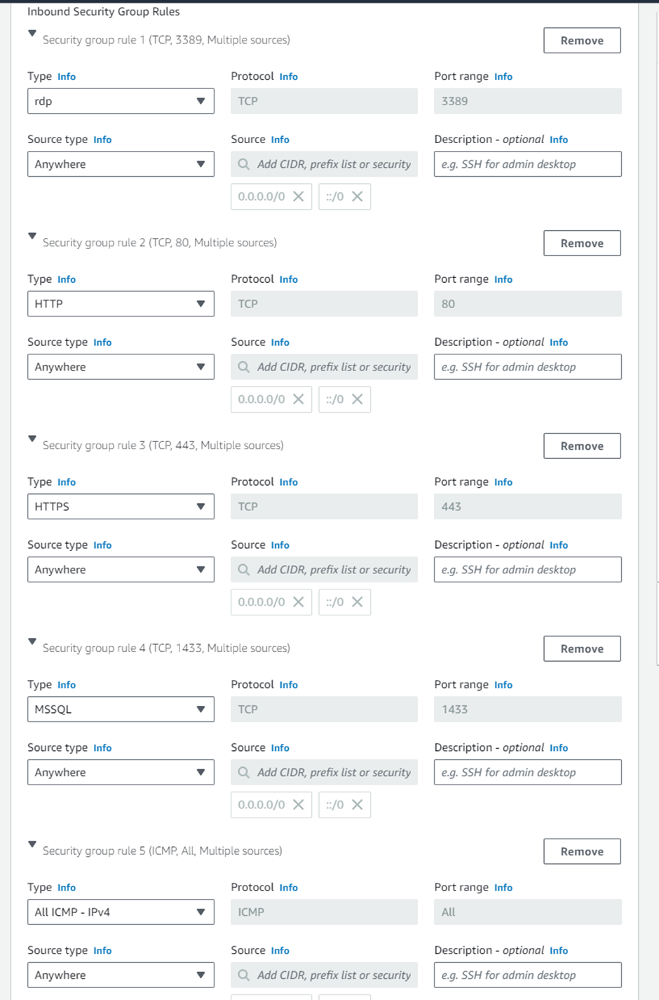 Inbound Security Group Rules
Security group rule 1 (TCP, 3389, Multiple sources)
Remove
Type Info
Protocol Info
Port range Info
rdp
TCP
3389
Source type Info
Source Info
Description - optional Info
Anywhere
Add CIDR, prefix list or security
e.g. SSH for admin desktop
0.0.0.0/0
::/0
Security group rule 2 (TCP, 80, Multiple sources)
Remove
Type Info
Protocol Info
Port range Info
HTTP
TCP
80
Source type Info
Source Info
Description - optional Info
Anywhere
Add CIDR, prefix list or security
e.g. SSH for admin desktop
0.0.0.0/0
::/0
Security group rule 3 (TCP, 443, Multiple sources)
Remove
Type Info
Protocol Info
Port range Info
HTTPS
TCP
443
Source type Info
Source Info
Description - optional Info
Anywhere
Add CIDR, prefix list or security
e.g. SSH for admin desktop
0.0.0.0/0
::/0
Security group rule 4 (TCP, 1433, Multiple sources)
Remove
Type Info
Protocol Info
Port range Info
MSSQL
TCP
1433
Source type Info
Source Info
Description - optional Info
Anywhere
Add CIDR, prefix list or security
e.g. SSH for admin desktop
0.0.0.0/0
::/0
Security group rule 5 (ICMP, All, Multiple sources)
Remove
Type Info
Protocol Info
Port range Info
All ICMP - IPv4
ICMP
All
Source type Info
Source Info
Description - optional Info
Anywhere
Add CIDR, prefix list or security
e.g. SSH for admin desktop